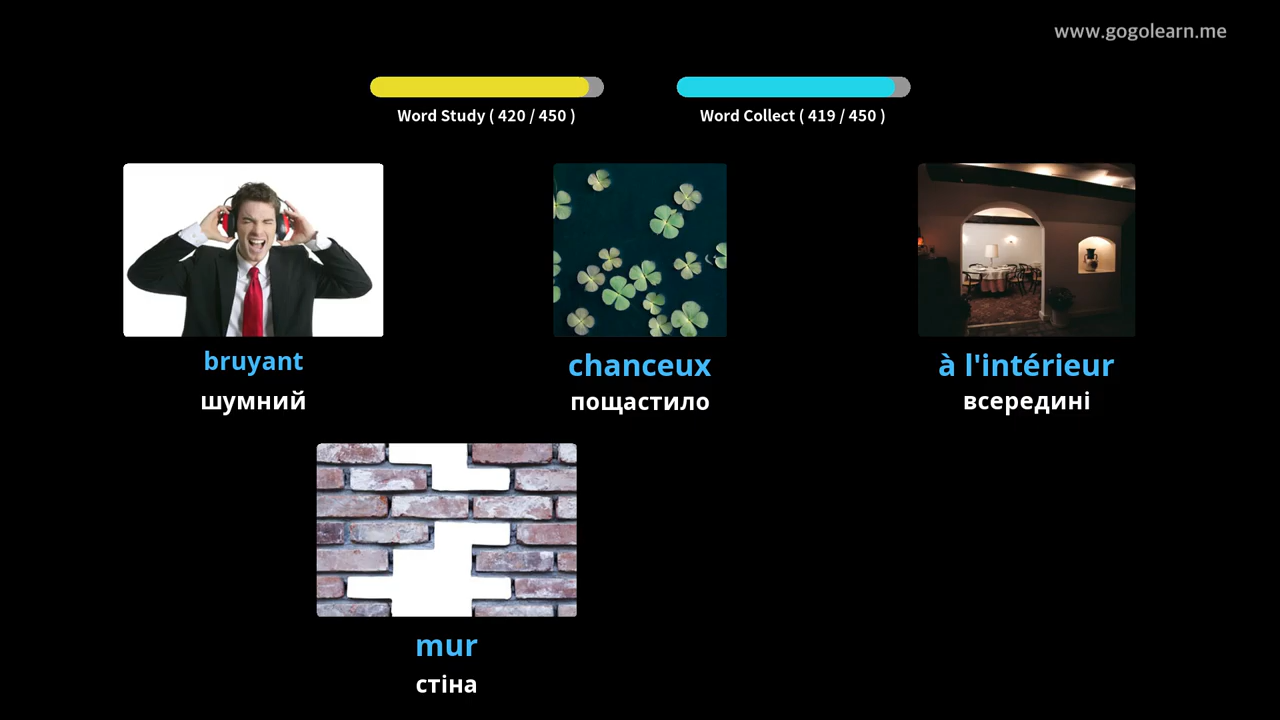 www.gogolearn.me
Word Study ( 420 / 450 )
Word Collect ( 419 / 450 )
bruyant
шумний
chanceux
пощастило
à l'intérieur
всередині
mur
стіна